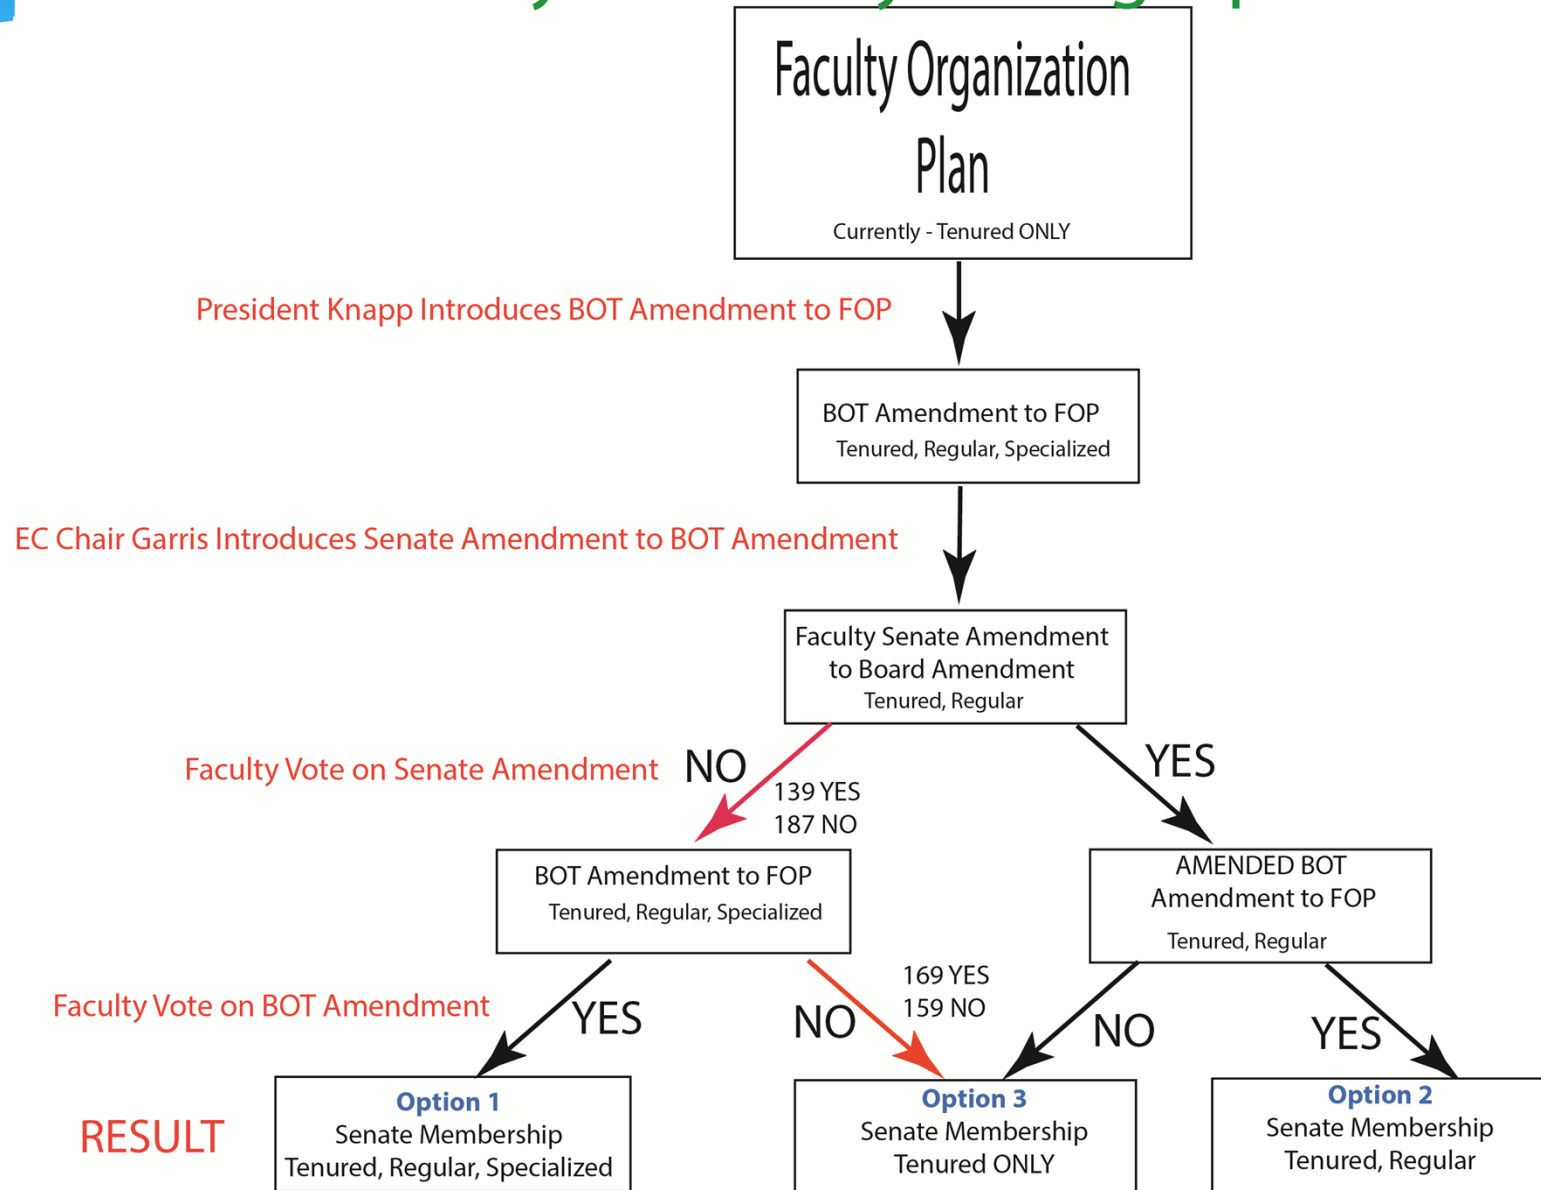 Faculty Organization
Plan
Currently - Tenured ONLY
President Knapp Introduces BOT Amendment to FOP
BOT Amendment to FOP
Tenured, Regular, Specialized
EC Chair Garris Introduces Senate Amendment to BOT Amendment
Faculty Senate Amendment
to Board Amendment
Tenured, Regular
Faculty Vote on Senate Amendment
NO
139 YES
187 NO
YES
BOT Amendment to FOP
Tenured, Regular, Specialized
AMENDED BOT
Amendment to FOP
Tenured, Regular
Faculty Vote on BOT Amendment
YES
NO
169 YES
159 NO
NO
YES
RESULT
Option 1
Senate Membership
Tenured, Regular, Specialized
Option 3
Senate Membership
Tenured ONLY
Option 2
Senate Membership
Tenured, Regular